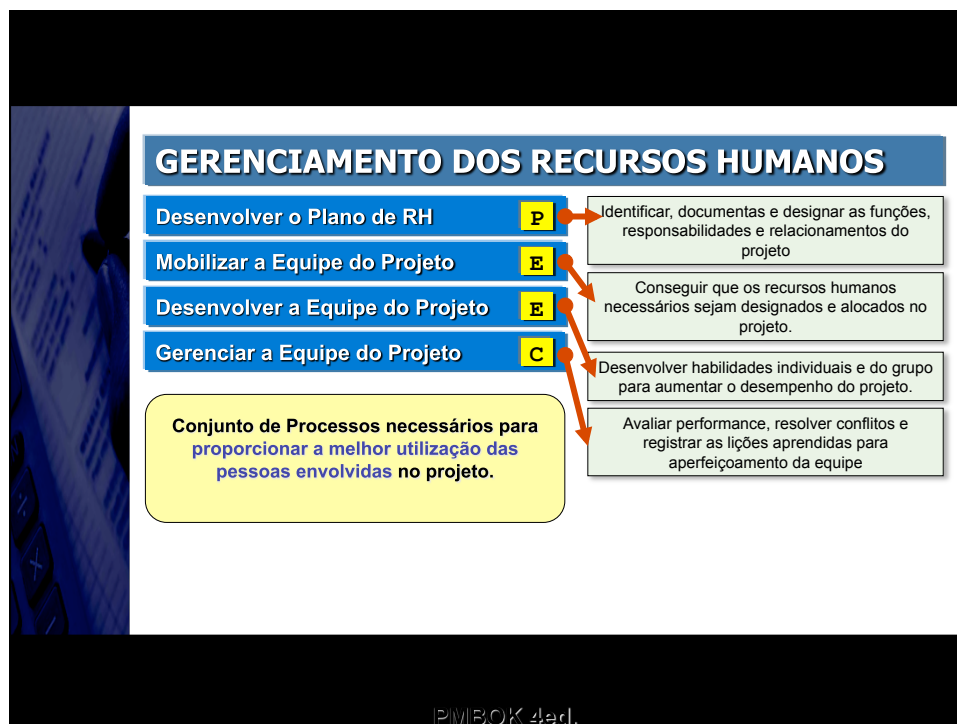 GERENCIAMENTO DOS RECURSOS HUMANOS
Desenvolver o Plano de RH P
Mobilizar a Equipe do Projeto E
Desenvolver a Equipe do Projeto E
Gerenciar a Equipe do Projeto C
Identificar, documentas e designar as funções,
responsabilidades e relacionamentos do
projeto
Conseguir que os recursos humanos
necessários sejam designados e alocados no
projeto.
Desenvolver habilidades individuais e do grupo
para aumentar o desempenho do projeto.
Avaliar performance, resolver conflitos e
registrar as lições aprendidas para
aperfeiçoamento da equipe
Conjunto de Processos necessários para
proporcionar a melhor utilização das
pessoas envolvidas no projeto.
PMBOK 4ed.